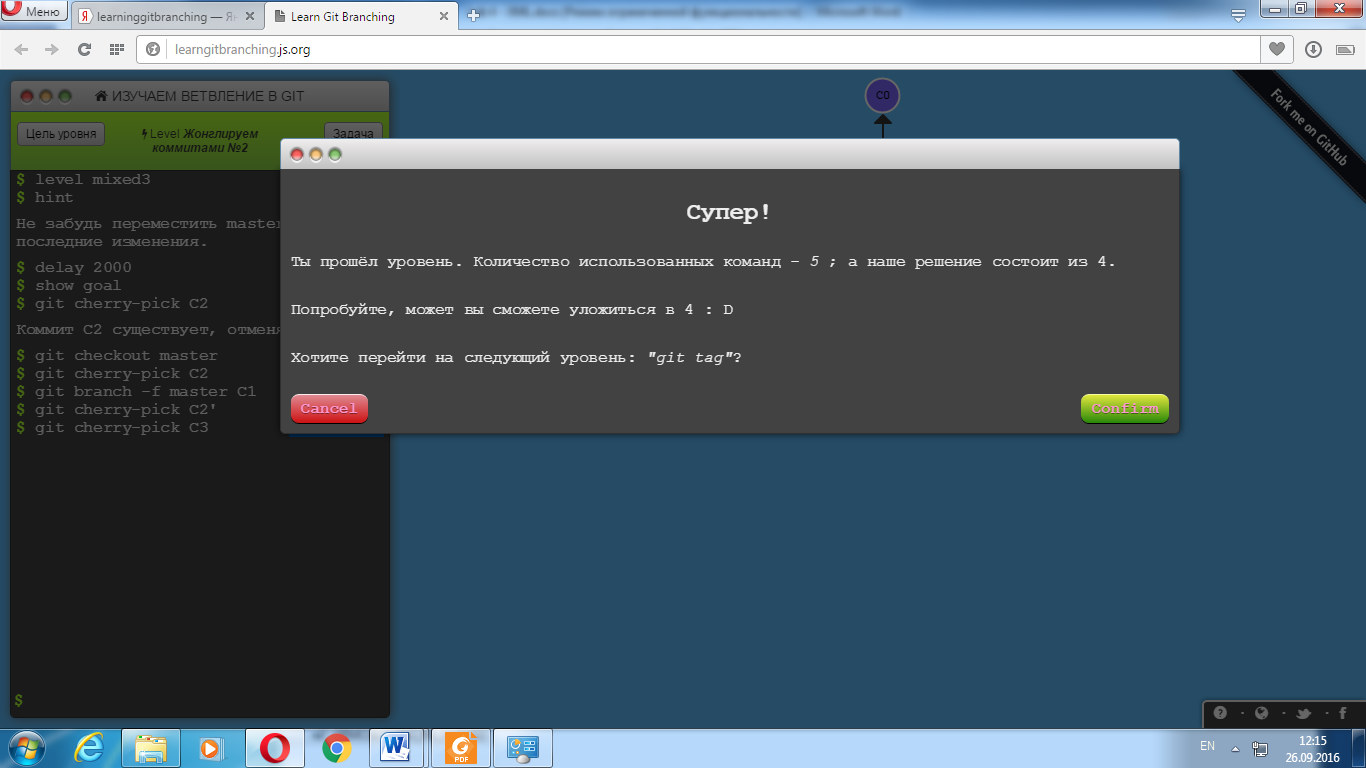 Меню
learninggitbranching — Ян
Learn Git Branching
learngitbranching.js.org
ИЗУЧАЕМ ВЕТВЛЕНИЕ В GIT
Цель уровня
Level Жонглируем
коммитами №2
Задача
$ level mixed3
$ hint
Не забудь переместить master
последние изменения.
$ delay 2000
$ show goal
$ git cherry-pick C2
Коммит C2 существует, отменя
$ git checkout master
$ git cherry-pick C2
$ git branch -f master C1
$ git cherry-pick C2'
$ git cherry-pick C3
$
C0
Fork me on GitHub
Супер!
Ты прошёл уровень. Количество использованных команд - 5 ; а наше решение состоит из 4.
Попробуйте, может вы сможете уложиться в 4 : D
Хотите перейти на следующий уровень: "git tag"?
Cancel
Confirm
EN
12:15
26.09.2016